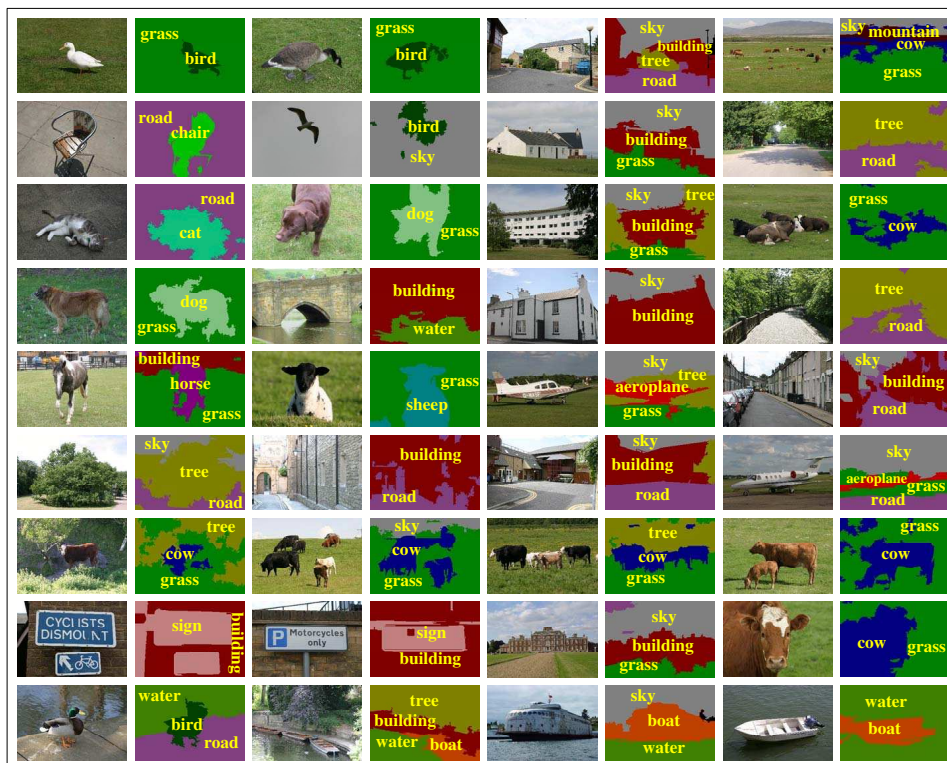 grass
bird
grass
bird
sky
building
tree
road
sky
mountain
cow
grass
road
chair
bird
sky
sky
building
grass
tree
road
road
cat
dog
grass
sky
tree
building
grass
grass
cow
dog
grass
building
water
sky
building
tree
road
building
horse
grass
grass
sheep
sky
tree
aeroplane
grass
sky
building
road
sky
tree
road
building
road
sky
building
road
sky
aeroplane
grass
road
tree
cow
grass
sky
cow
grass
tree
cow
grass
grass
cow
CYCLISTS
DISMOUNT
sign
building
P
Motorcycles
only
sign
building
sky
building
grass
cow
grass
water
bird
road
tree
building
water
boat
sky
boat
water
water
boat